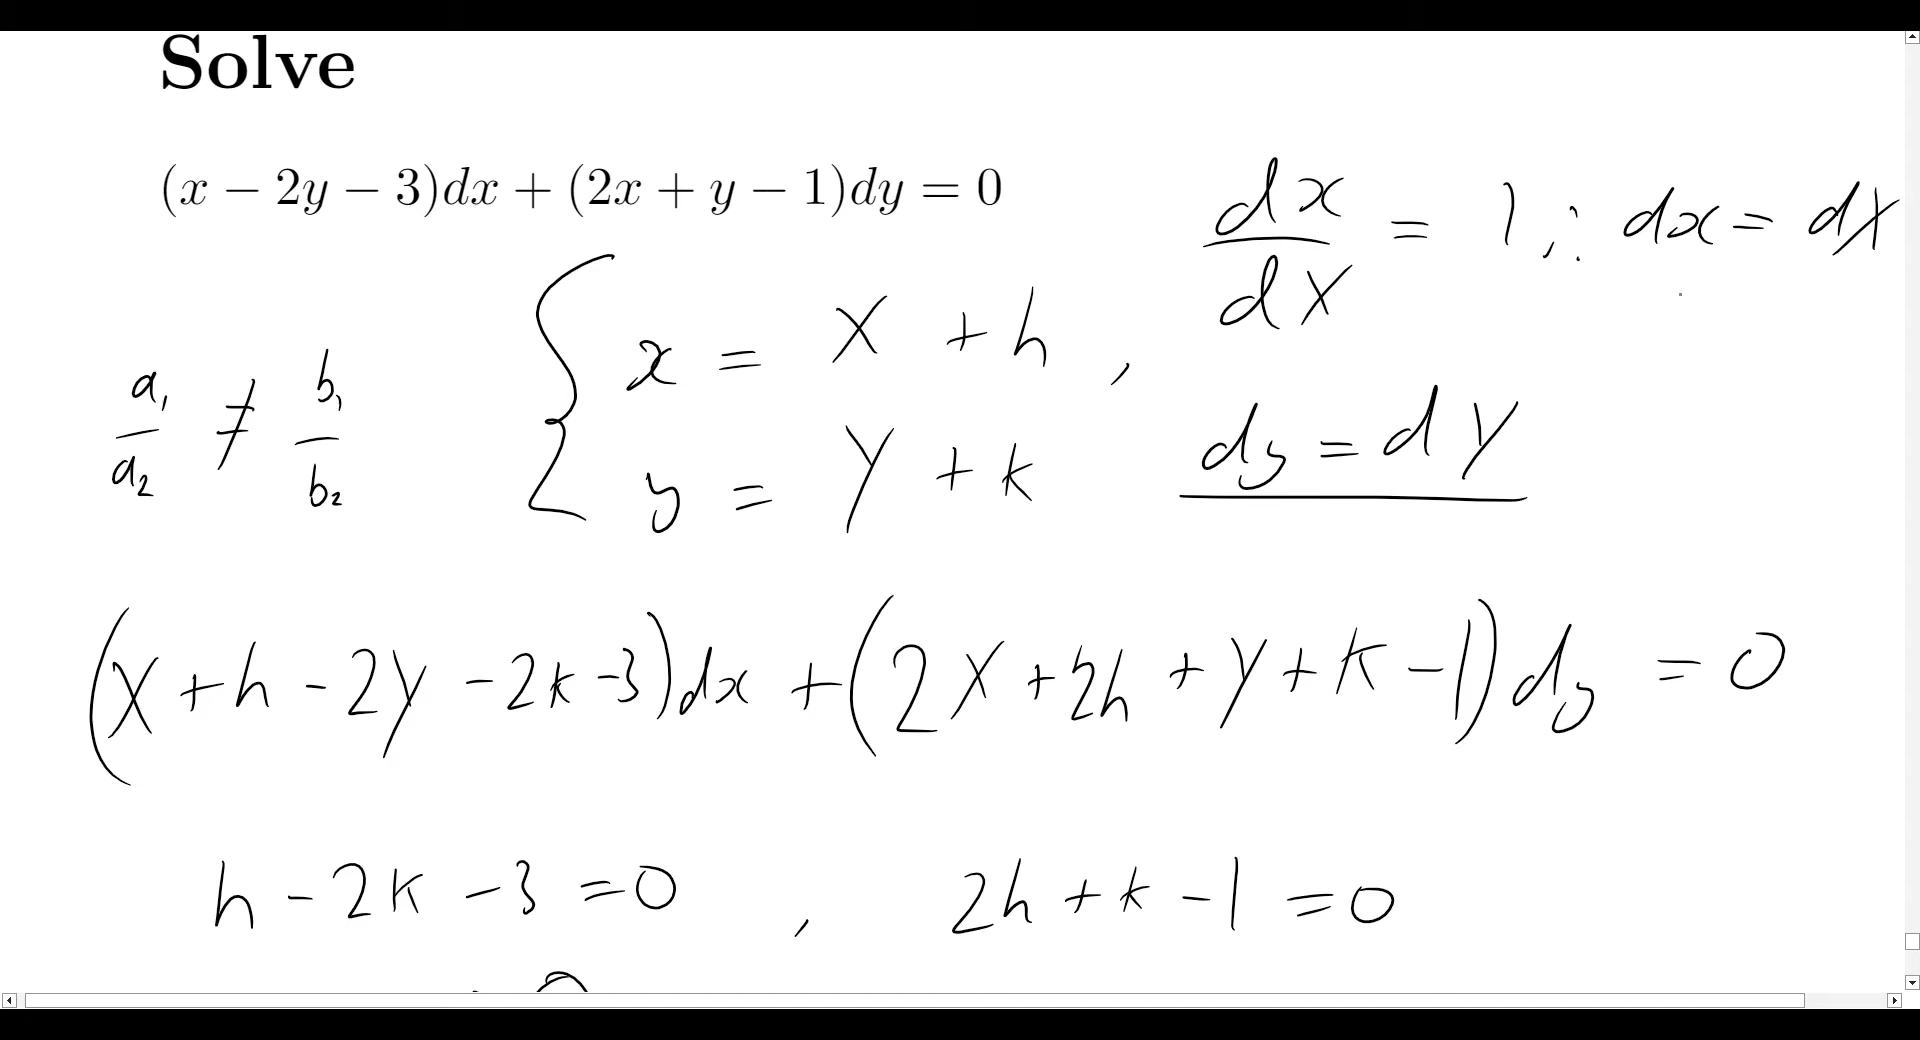 Solve
(x − 2y − 3)dx + (2x + y − 1)dy = 0
dx/dX = 1, ∴ dx = dX
a₁/a₂ ≠ b₁/b₂
{ x = X + h,
y = Y + k
dy = dY
(X + h - 2Y - 2k - 3)dx + (2X + 2h + Y + k - 1)dy = 0
h - 2k - 3 = 0, 2h + k - 1 = 0